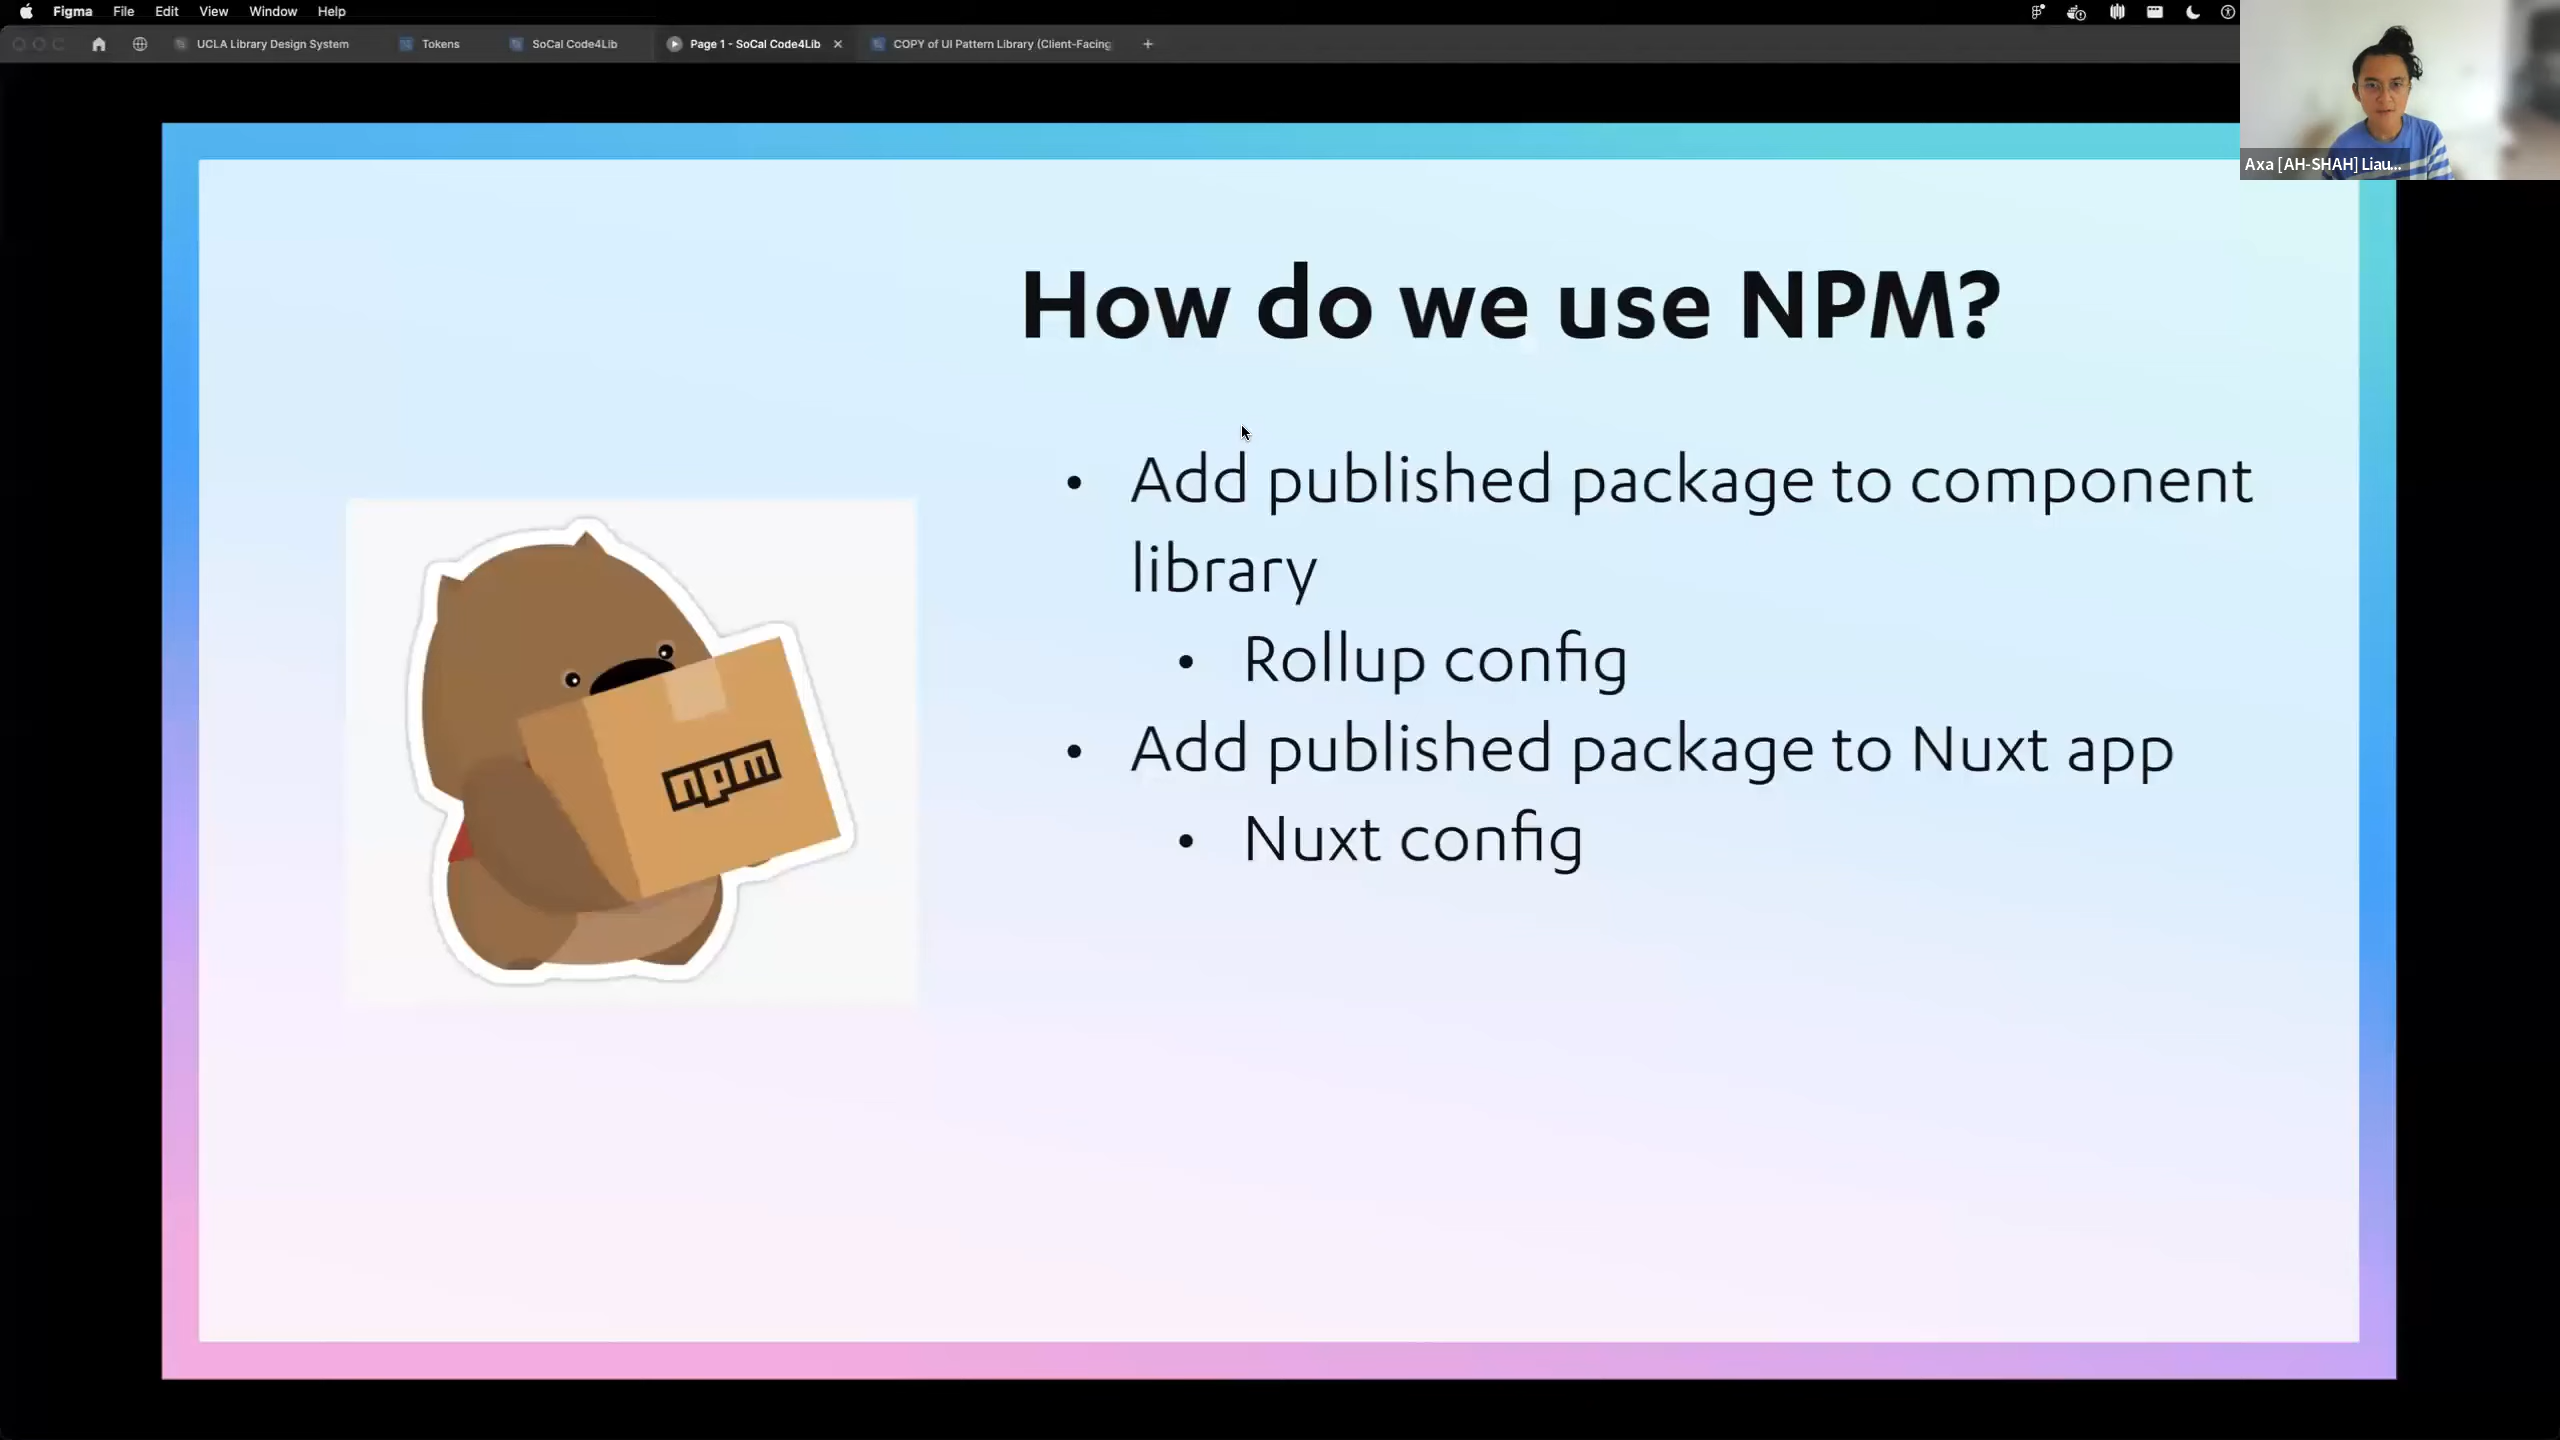 Figma File Edit View Window Help
UCLA Library Design System Tokens SoCal Code4Lib Page 1 - SoCal Code4Lib COPY of UI Pattern Library (Client-Facing
Axa [AH-SHAH] Liau...
How do we use NPM?
• Add published package to component
library
• Rollup config
• Add published package to Nuxt app
• Nuxt config
npm